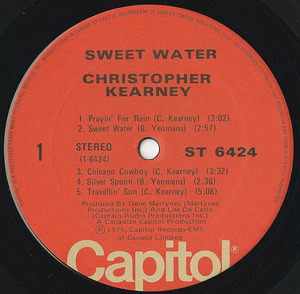 SWEET WATER
CHRISTOPHER
KEARNEY
1. Prayin' For Rain (C. Kearney) (3:02)
2. Sweet Water (B. Yeomans) (2:57)
1 STEREO ST 6424
(1-6424)
3. Chicano Cowboy (C. Kearney) (3:32)
4. Silver Spoon (B. Yeomans) (2:36)
5. Travellin' Son (C. Kearney) (5:08)
Produced By Gene Martynec (Martynec
Productions Inc.) And Lee De Carlo
(Captain Audio Productions Inc.)
A Canadian Capitol Production
Ⓟ 1975, Capitol Records-EMI
of Canada Limited
Capitol®